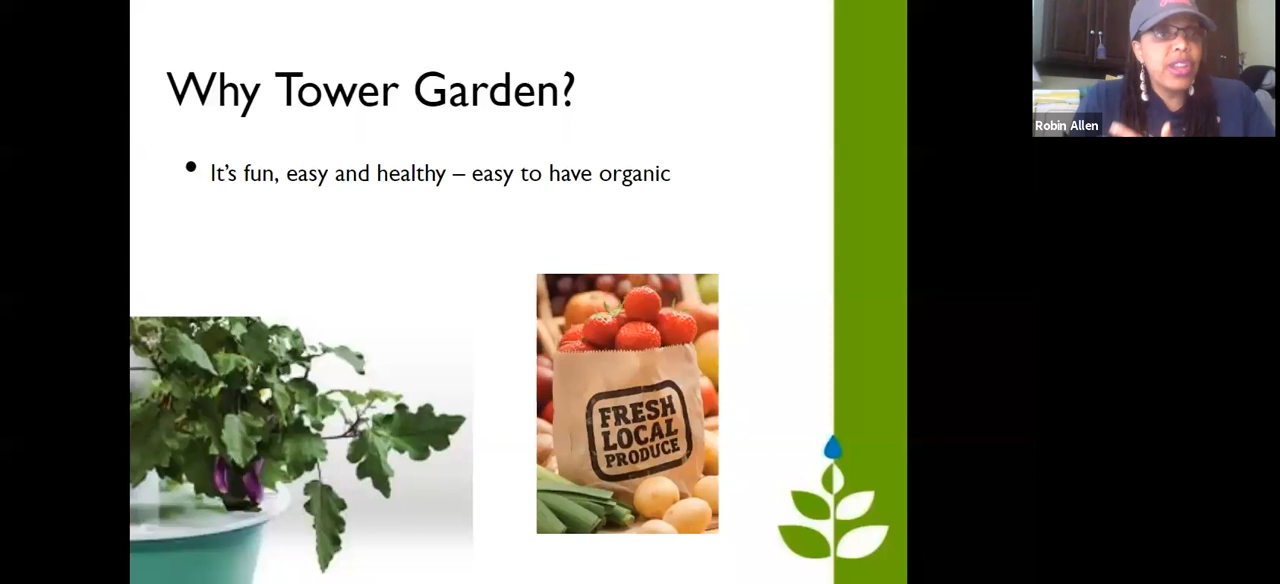 Why Tower Garden?
• It's fun, easy and healthy – easy to have organic
FRESH
LOCAL
PRODUCE
Robin Allen